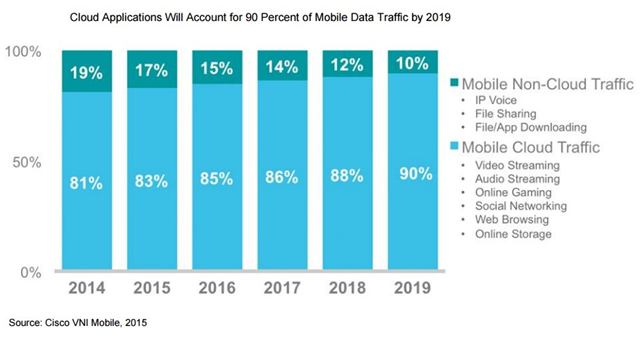 Cloud Applications Will Account for 90 Percent of Mobile Data Traffic by 2019
100%
19% 17% 15% 14% 12% 10%
Mobile Non-Cloud Traffic
• IP Voice
• File Sharing
• File/App Downloading
50%
81% 83% 85% 86% 88% 90%
Mobile Cloud Traffic
• Video Streaming
• Audio Streaming
• Online Gaming
• Social Networking
• Web Browsing
• Online Storage
0%
2014 2015 2016 2017 2018 2019
Source: Cisco VNI Mobile, 2015